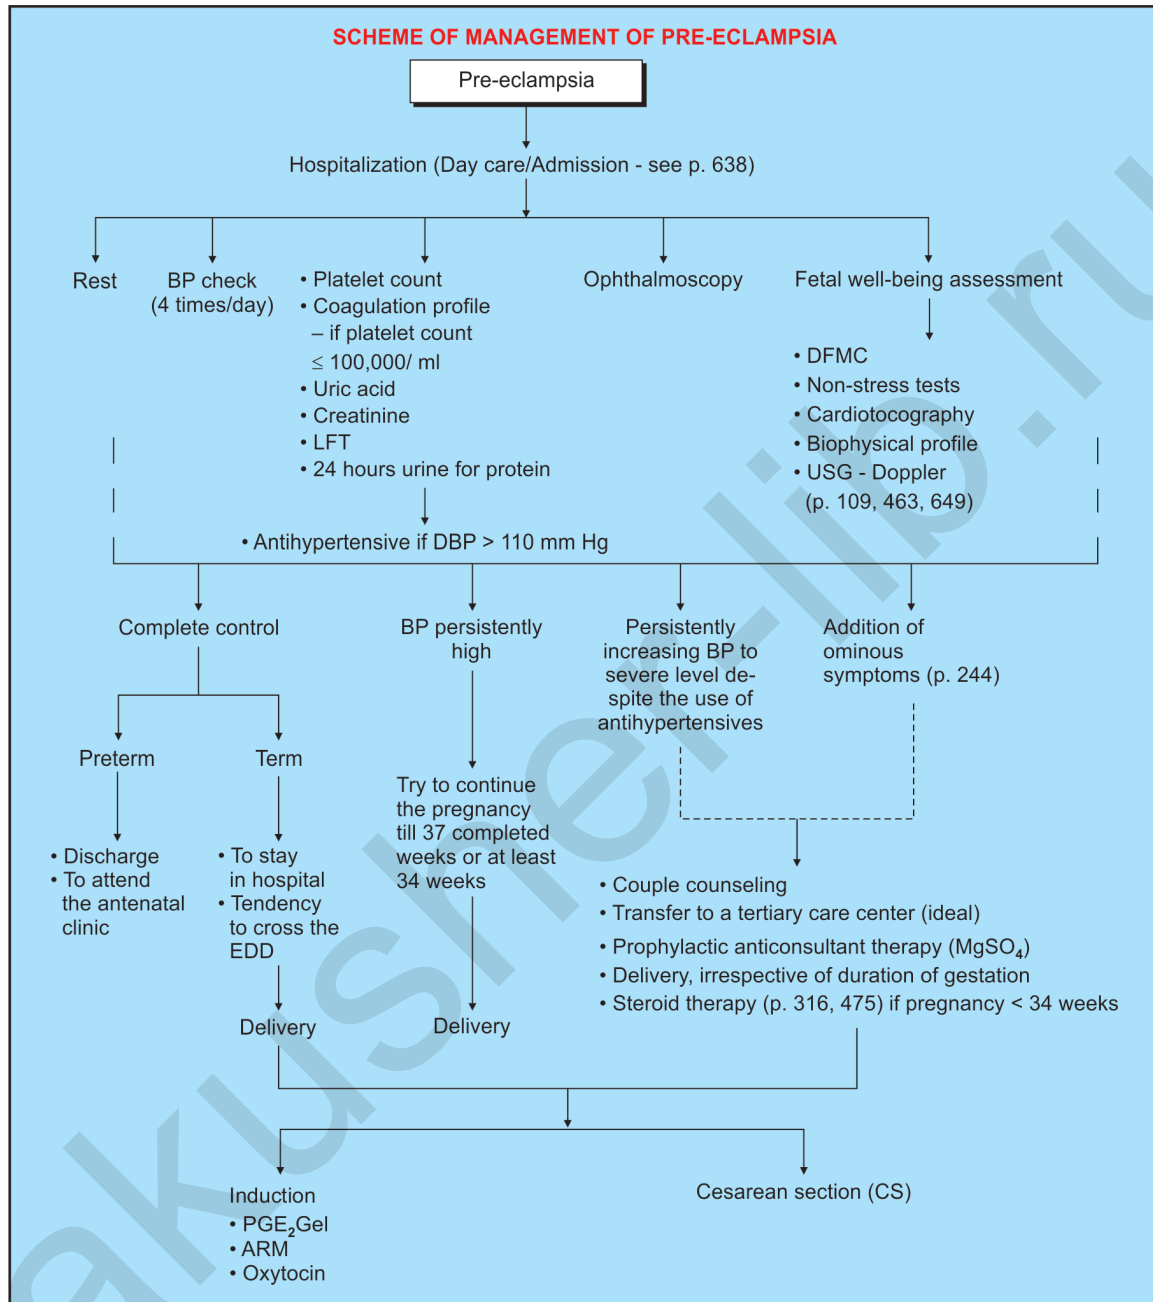 SCHEME OF MANAGEMENT OF PRE-ECLAMPSIA
Pre-eclampsia
Hospitalization (Day care/Admission - see p. 638)
Rest
BP check
(4 times/day)
• Platelet count
• Coagulation profile
– if platelet count
≤ 100,000/ ml
• Uric acid
• Creatinine
• LFT
• 24 hours urine for protein
Ophthalmoscopy
Fetal well-being assessment
• DFMC
• Non-stress tests
• Cardiotocography
• Biophysical profile
• USG - Doppler
(p. 109, 463, 649)
• Antihypertensive if DBP > 110 mm Hg
Complete control
BP persistently
high
Persistently
increasing BP to
severe level de-
spite the use of
antihypertensives
Addition of
ominous
symptoms (p. 244)
Preterm
Term
• Discharge
• To attend
the antenatal
clinic
• To stay
in hospital
• Tendency
to cross the
EDD
Try to continue
the pregnancy
till 37 completed
weeks or at least
34 weeks
• Couple counseling
• Transfer to a tertiary care center (ideal)
• Prophylactic anticonsultant therapy (MgSO₄)
• Delivery, irrespective of duration of gestation
• Steroid therapy (p. 316, 475) if pregnancy < 34 weeks
Delivery
Delivery
Induction
• PGE₂Gel
• ARM
• Oxytocin
Cesarean section (CS)
akusher-lib.ru